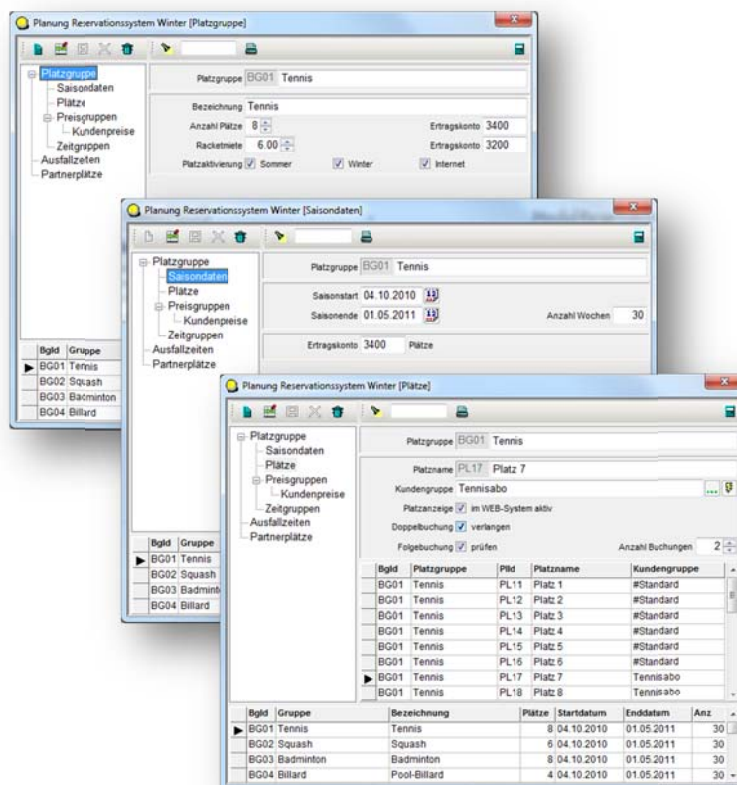 Planung Reservationssystem Winter [Platzgruppe]
Platzgruppe
Saisondaten
Plätze
Preisgruppen
Kundenpreise
Zeitgruppen
Ausfallzeten
Partnerplätze
Platzgruppe BG01 Tennis
Bezeichnung Tennis
Anzahl Plätze 8 Ertragskonto 3400
Racketmiete 6.00 Ertragskonto 3200
Platzaktivierung Sommer Winter Internet
BgId Gruppe
BG01 Tennis
BG02 Squash
BG03 Badminton
BG04 Billard
Planung Reservationssystem Winter [Saisondaten]
Platzgruppe
Saisondaten
Plätze
Preisgruppen
Kundenpreise
Zeitgruppen
Ausfallzeiten
Partnerplätze
Platzgruppe BG01 Tennis
Saisonstart 04.10.2010
Saisonende 01.05.2011 Anzahl Wochen 30
Ertragskonto 3400 Plätze
BgId Gruppe
BG01 Tennis
BG02 Squash
BG03 Badmint
BG04 Billard
Planung Reservationssystem Winter [Plätze]
Platzgruppe
Saisondaten
Plätze
Preisgruppen
Kundenpreise
Zeitgruppen
Ausfallzeiten
Partnerplätze
Platzgruppe BG01 Tennis
Platzname PL17 Platz 7
Kundengruppe Tennisabo ...
Platzanzeige im WEB-System aktiv
Doppelbuchung verlangen
Folgebuchung prüfen Anzahl Buchungen 2
BgId Platzgruppe PlId Platzname Kundengruppe
BG01 Tennis PL11 Platz 1 #Standard
BG01 Tennis PL12 Platz 2 #Standard
BG01 Tennis PL13 Platz 3 #Standard
BG01 Tennis PL14 Platz 4 #Standard
BG01 Tennis PL15 Platz 5 #Standard
BG01 Tennis PL16 Platz 6 #Standard
BG01 Tennis PL17 Platz 7 Tennisabo
BG01 Tennis PL18 Platz 8 Tennisabo
BgId Gruppe Bezeichnung Plätze Startdatum Enddatum Anz
BG01 Tennis Tennis 8 04.10.2010 01.05.2011 30
BG02 Squash Squash 6 04.10.2010 01.05.2011 30
BG03 Badminton Badminton 8 04.10.2010 01.05.2011 30
BG04 Billard Pool-Billard 4 04.10.2010 01.05.2011 30